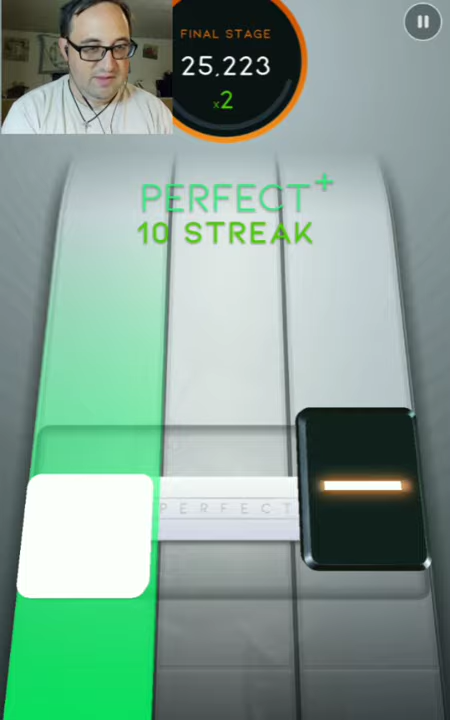 FINAL STAGE
25,223
x2
PERFECT+
10 STREAK
PERFECT